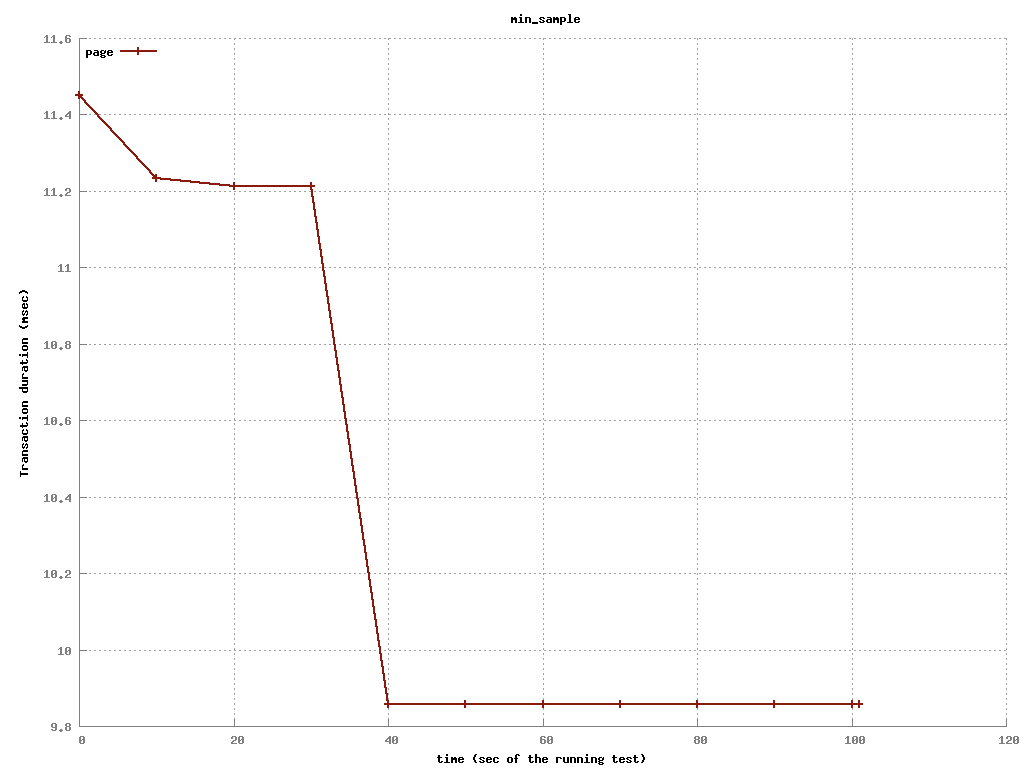 min_sample
11.6
page
11.4
11.2
11
10.8
10.6
10.4
10.2
10
9.8
Transaction duration (msec)
0 20 40 60 80 100 120
time (sec of the running test)